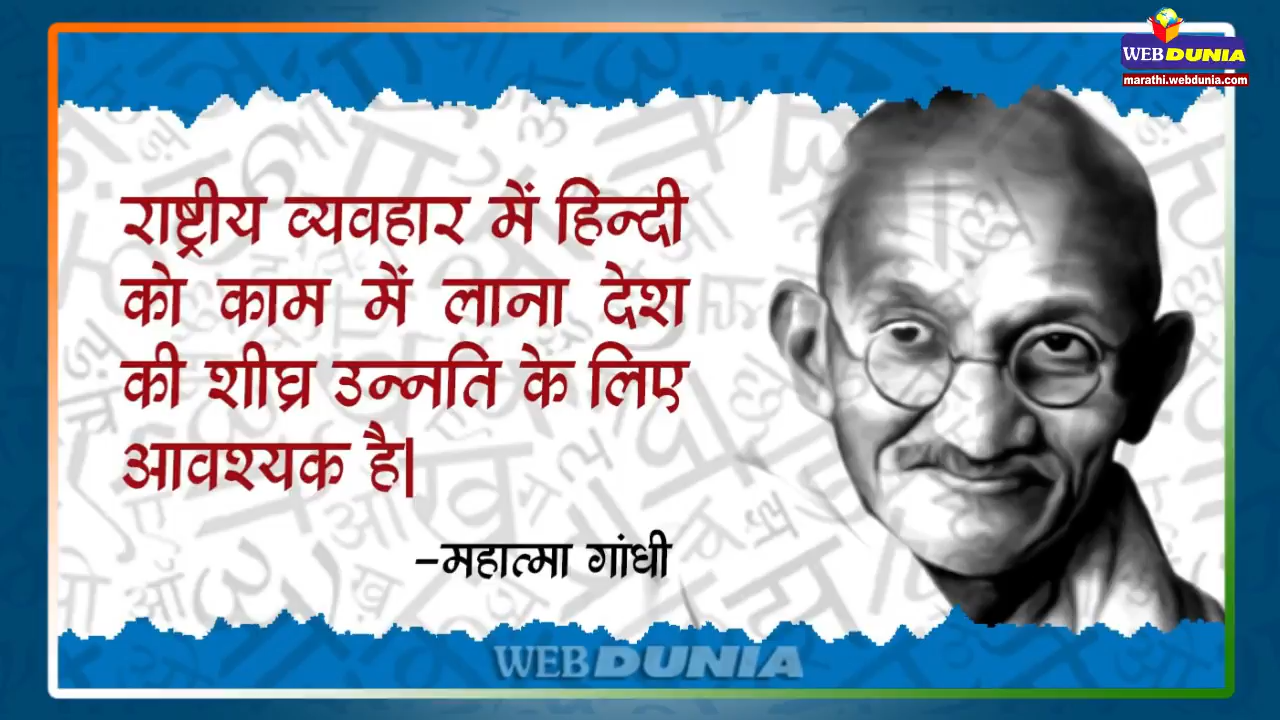 WEBDUNIA
marathi.webdunia.com
राष्ट्रीय व्यवहार में हिन्दी
को काम में लाना देश
की शीघ्र उन्नति के लिए
आवश्यक है|
-महात्मा गांधी
WEBDUNIA